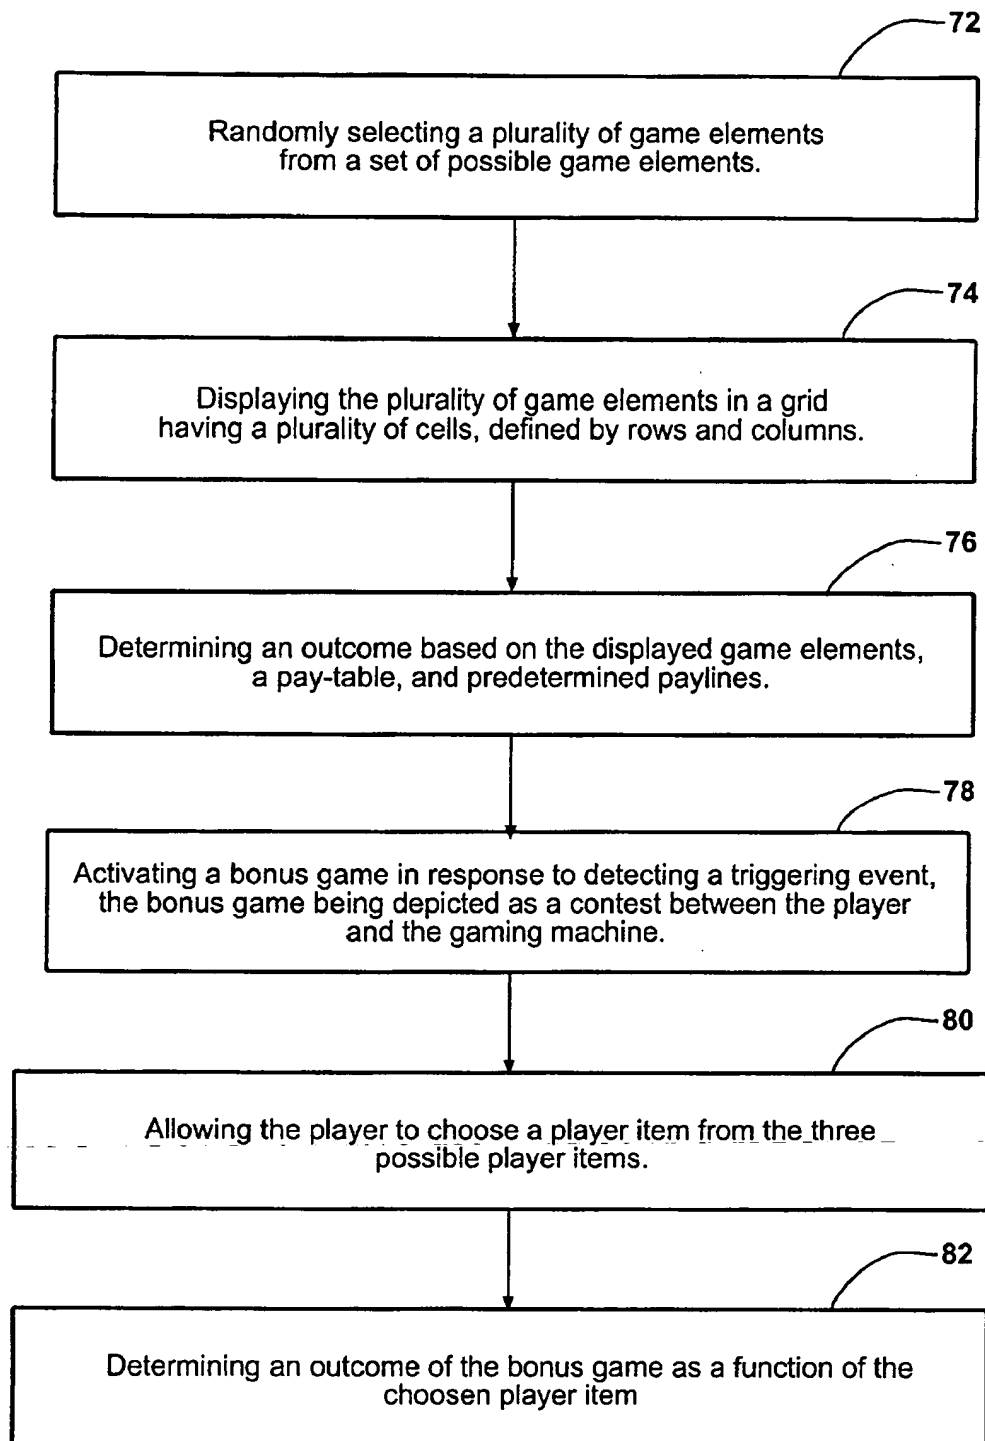 72
Randomly selecting a plurality of game elements
from a set of possible game elements.
74
Displaying the plurality of game elements in a grid
having a plurality of cells, defined by rows and columns.
76
Determining an outcome based on the displayed game elements,
a pay-table, and predetermined paylines.
78
Activating a bonus game in response to detecting a triggering event,
the bonus game being depicted as a contest between the player
and the gaming machine.
80
Allowing the player to choose a player item from the three
possible player items.
82
Determining an outcome of the bonus game as a function of the
choosen player item